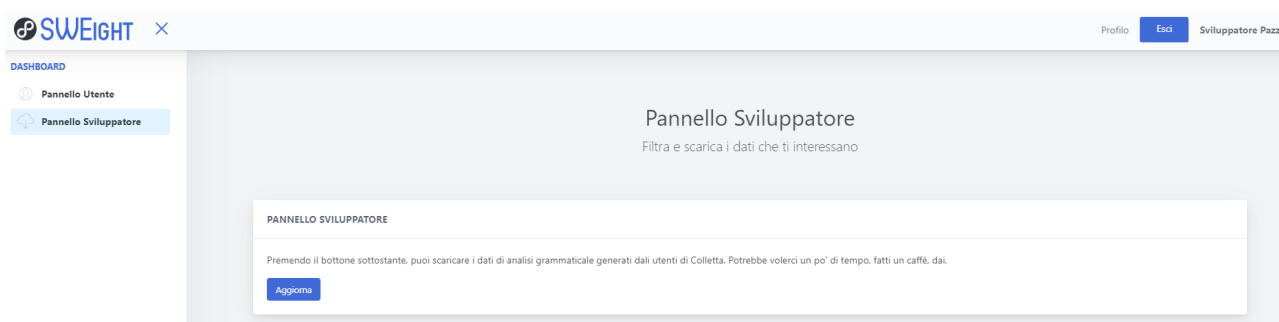 SWEIGHT
Profilo
Esci
Sviluppatore Pazz
DASHBOARD
Pannello Utente
Pannello Sviluppatore
Pannello Sviluppatore
Filtra e scarica i dati che ti interessano
PANNELLO SVILUPPATORE
Premendo il bottone sottostante, puoi scaricare i dati di analisi grammaticale generati dali utenti di Colletta. Potrebbe volerci un po' di tempo, fatti un caffè, dai.
Aggiorna